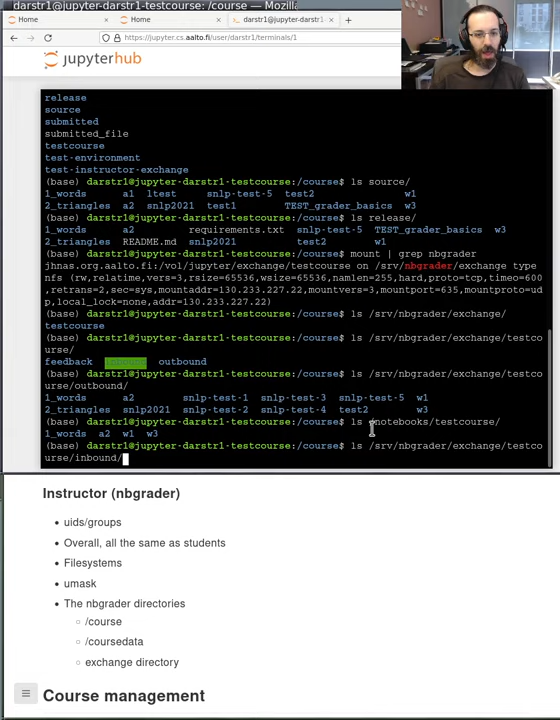 darstr1@jupyter-darstr1-testcourse: /course — Mozilla
Home
Home
darstr1@jupyter-darstr1-test
https://jupyter.cs.aalto.fi/user/darstr1/terminals/1
jupyterhub
release
source
submitted
submitted_file
testcourse
test-environment
test-instructor-exchange
(base) darstr1@jupyter-darstr1-testcourse:/course$ ls source/
1_words a1 1test snlp-test-5 test2 w1
2_triangles a2 snlp2021 test1 TEST_grader_basics w3
(base) darstr1@jupyter-darstr1-testcourse:/course$ ls release/
1_words a2 requirements.txt snlp-test-5 TEST_grader_basics w3
2_triangles README.md snlp2021 test2 w1
(base) darstr1@jupyter-darstr1-testcourse:/course$ mount | grep nbgrader
jhnas.org.aalto.fi:/vol/jupyter/exchange/testcourse on /srv/nbgrader/exchange type
nfs (rw,relatime,vers=3,rsize=65536,wsize=65536,namlen=255,hard,proto=tcp,timeo=600
,retrans=2,sec=sys,mountaddr=130.233.227.22,mountvers=3,mountport=635,mountproto=ud
p,local_lock=none,addr=130.233.227.22)
(base) darstr1@jupyter-darstr1-testcourse:/course$ ls /srv/nbgrader/exchange/
testcourse
(base) darstr1@jupyter-darstr1-testcourse:/course$ ls /srv/nbgrader/exchange/testco
urse/
feedback inbound outbound
(base) darstr1@jupyter-darstr1-testcourse:/course$ ls /srv/nbgrader/exchange/testco
urse/outbound/
1_words a2 snlp-test-1 snlp-test-3 snlp-test-5 w1
2_triangles snlp2021 snlp-test-2 snlp-test-4 test2 w3
(base) darstr1@jupyter-darstr1-testcourse:/course$ ls /notebooks/testcourse/
1_words a2 w1 w3
(base) darstr1@jupyter-darstr1-testcourse:/course$ ls /srv/nbgrader/exchange/testco
urse/inbound/
Instructor (nbgrader)
uids/groups
Overall, all the same as students
Filesystems
umask
The nbgrader directories
/course
/coursedata
exchange directory
Course management